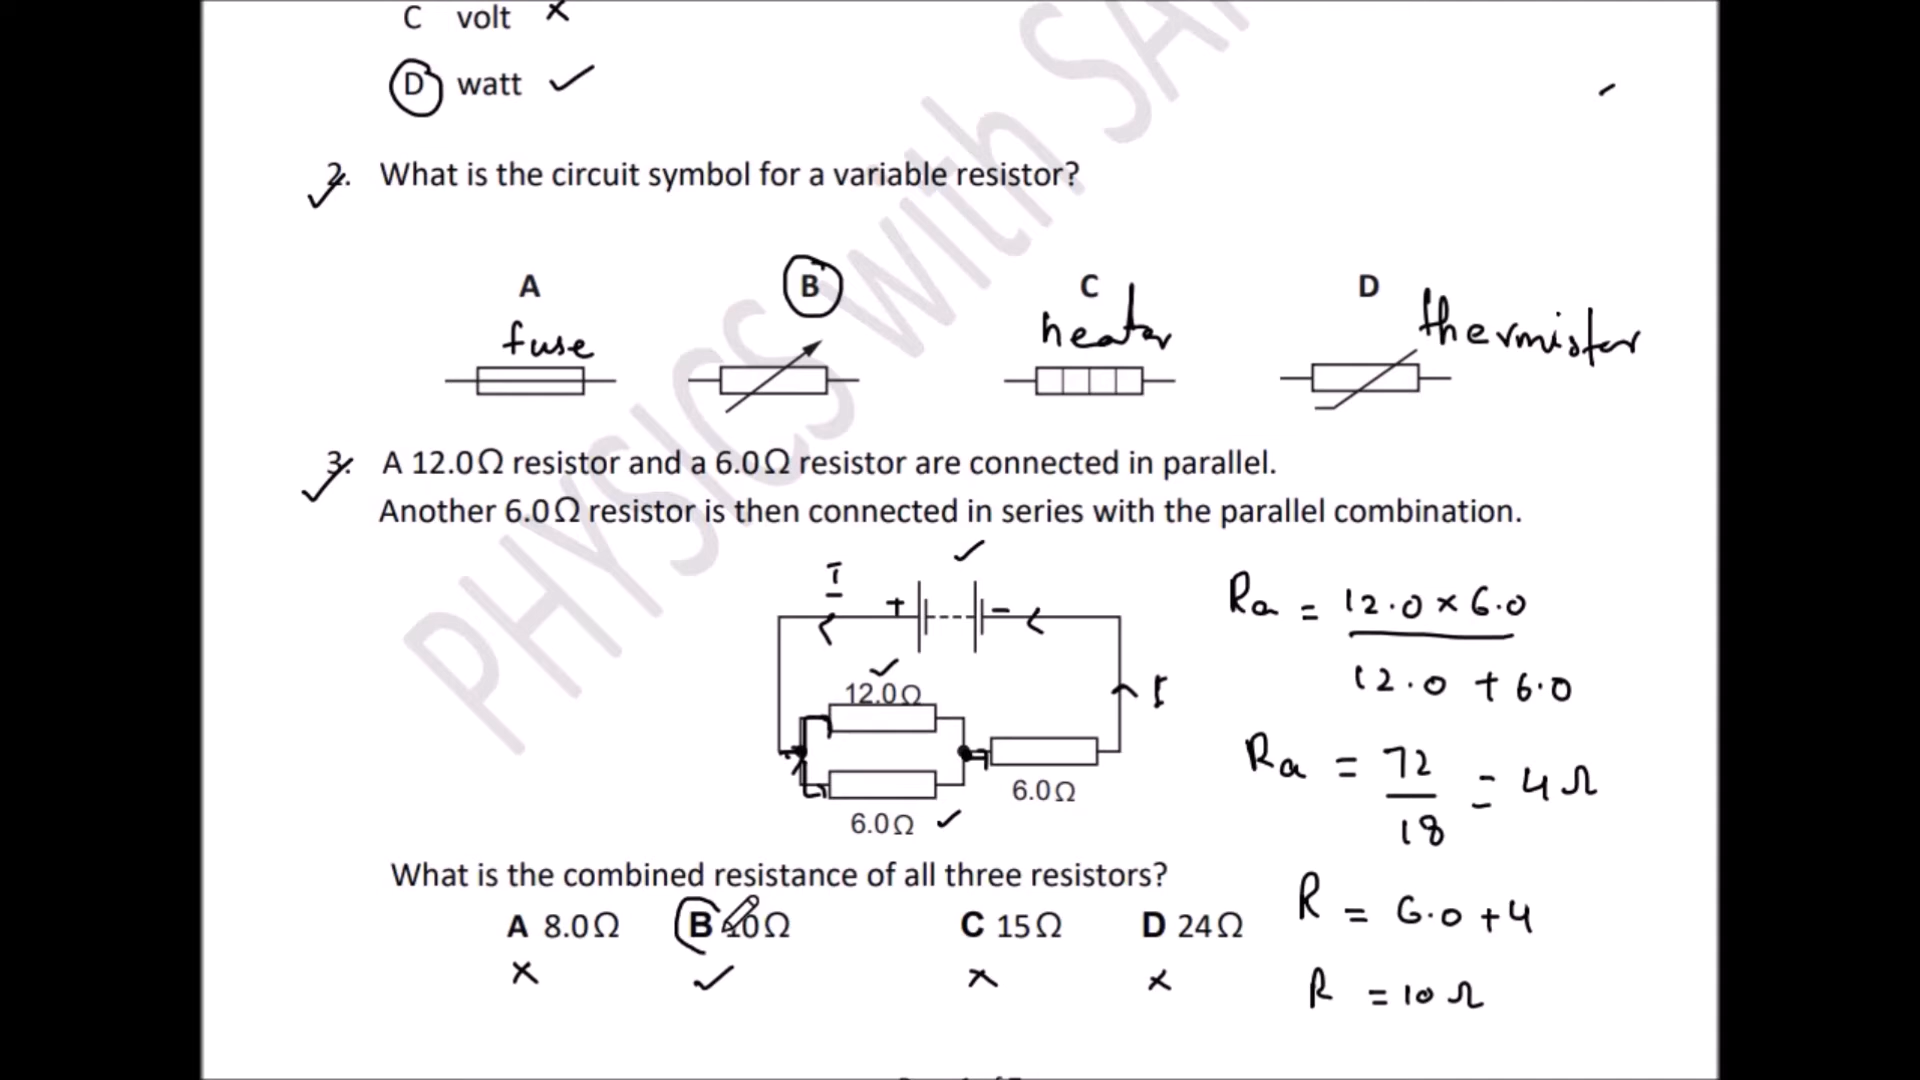 C volt ×
D watt ✓
2. What is the circuit symbol for a variable resistor?
A B C D
fuse heater thermistor
3. A 12.0Ω resistor and a 6.0Ω resistor are connected in parallel.
Another 6.0Ω resistor is then connected in series with the parallel combination.
I
+ -
12.0Ω
I
6.0Ω
6.0Ω
Ra = 12.0 × 6.0
12.0 + 6.0
Ra = 72 = 4Ω
18
What is the combined resistance of all three resistors?
A 8.0Ω B 10Ω C 15Ω D 24Ω
× ✓ × ×
R = 6.0 + 4
R = 10Ω
PHYSICS with